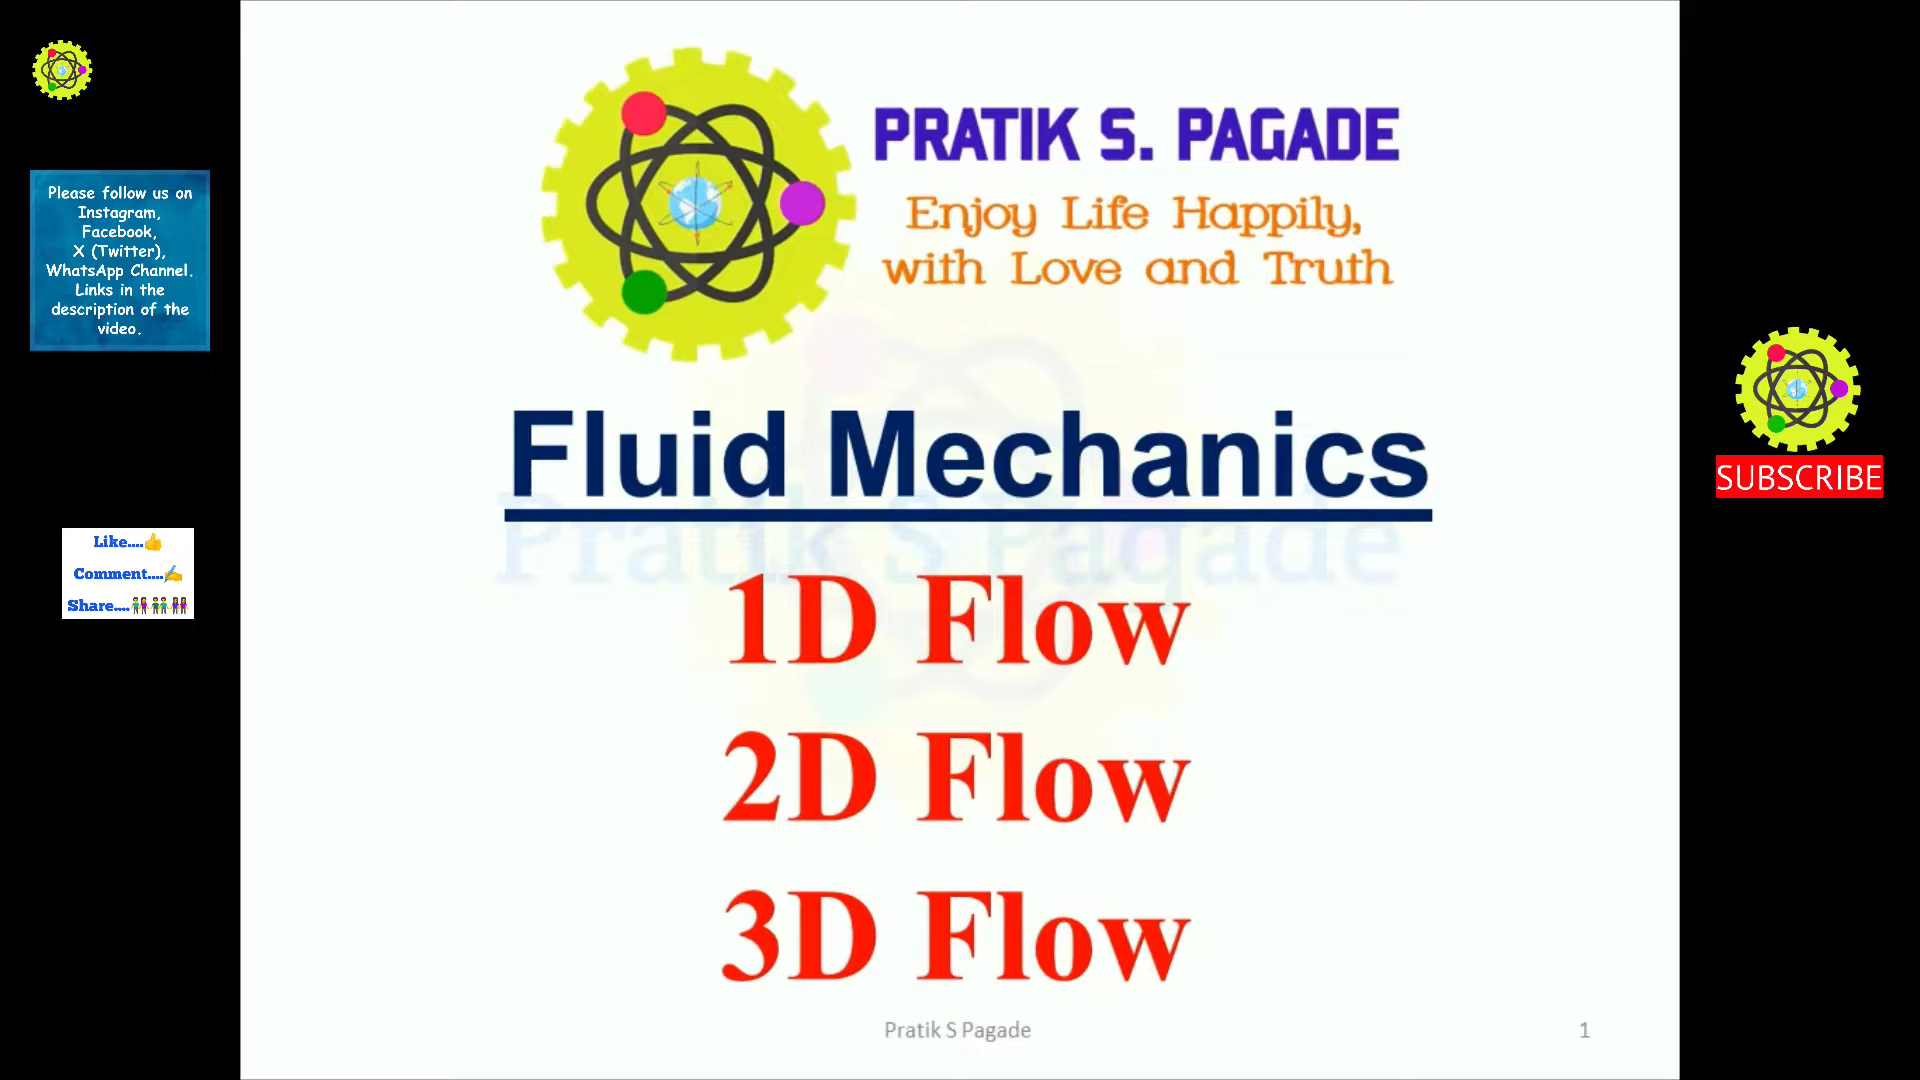 PRATIK S. PAGADE
Enjoy Life Happily,
with Love and Truth
Please follow us on
Instagram,
Facebook,
X (Twitter),
WhatsApp Channel.
Links in the
description of the
video.
Fluid Mechanics
SUBSCRIBE
Pratik S Pagade
Like....👍
Comment....✍
Share....👫👫👫
1D Flow
2D Flow
3D Flow
Pratik S Pagade
1